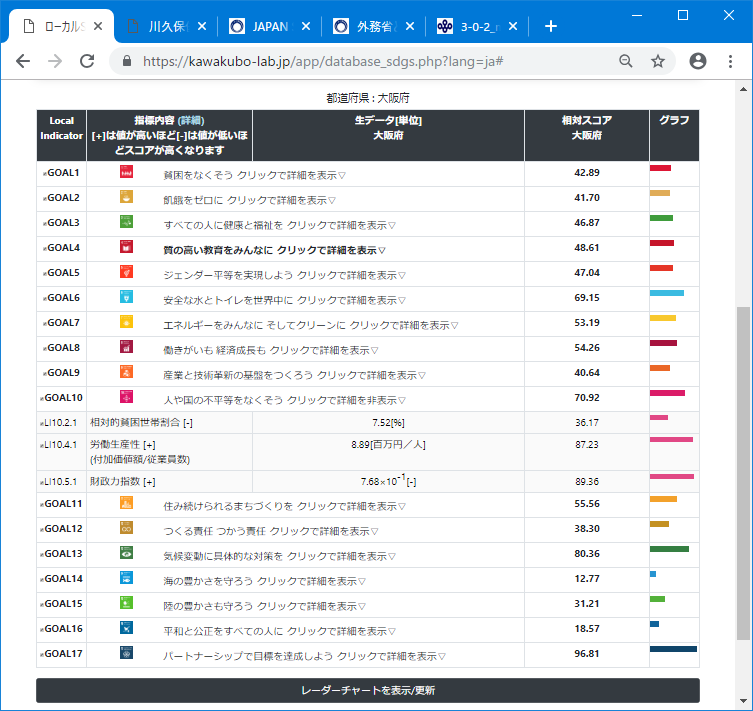 ローカルS
川久保
JAPAN
外務省
3-0-2_
https://kawakubo-lab.jp/app/database_sdgs.php?lang=ja#
都道府県 : 大阪府
Local Indicator 指標内容 (詳細) [+]は値が高いほど[-]は値が低いほどスコアが高くなります 生データ[単位] 大阪府 相対スコア 大阪府 グラフ
GOAL1 貧困をなくそう クリックで詳細を表示▽ 42.89
GOAL2 飢餓をゼロに クリックで詳細を表示▽ 41.70
GOAL3 すべての人に健康と福祉を クリックで詳細を表示▽ 46.87
GOAL4 質の高い教育をみんなに クリックで詳細を表示▽ 48.61
GOAL5 ジェンダー平等を実現しよう クリックで詳細を表示▽ 47.04
GOAL6 安全な水とトイレを世界中に クリックで詳細を表示▽ 69.15
GOAL7 エネルギーをみんなに そしてクリーンに クリックで詳細を表示▽ 53.19
GOAL8 働きがいも 経済成長も クリックで詳細を表示▽ 54.26
GOAL9 産業と技術革新の基盤をつくろう クリックで詳細を表示▽ 40.64
GOAL10 人や国の不平等をなくそう クリックで詳細を非表示▽ 70.92
LI10.2.1 相対的貧困世帯割合 [-] 7.52[%] 36.17
LI10.4.1 労働生産性 [+] 8.89[百万円／人] 87.23
(付加価値額/従業員数)
LI10.5.1 財政力指数 [+] 7.68×10⁻¹[-] 89.36
GOAL11 住み続けられるまちづくりを クリックで詳細を表示▽ 55.56
GOAL12 つくる責任 つかう責任 クリックで詳細を表示▽ 38.30
GOAL13 気候変動に具体的な対策を クリックで詳細を表示▽ 80.36
GOAL14 海の豊かさを守ろう クリックで詳細を表示▽ 12.77
GOAL15 陸の豊かさも守ろう クリックで詳細を表示▽ 31.21
GOAL16 平和と公正をすべての人に クリックで詳細を表示▽ 18.57
GOAL17 パートナーシップで目標を達成しよう クリックで詳細を表示▽ 96.81
レーダーチャートを表示/更新